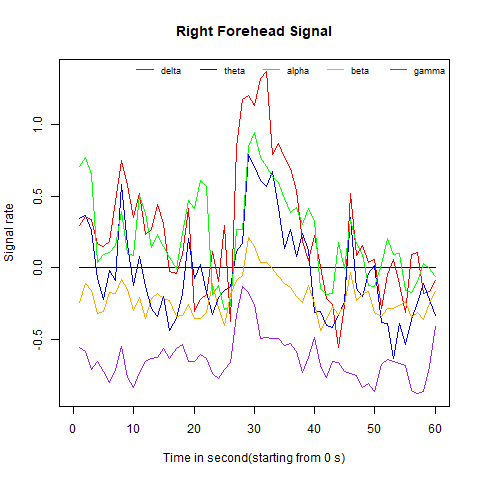 Right Forehead Signal
delta theta alpha beta gamma
Signal rate
1.0
0.5
0.0
-0.5
0 10 20 30 40 50 60
Time in second(starting from 0 s)